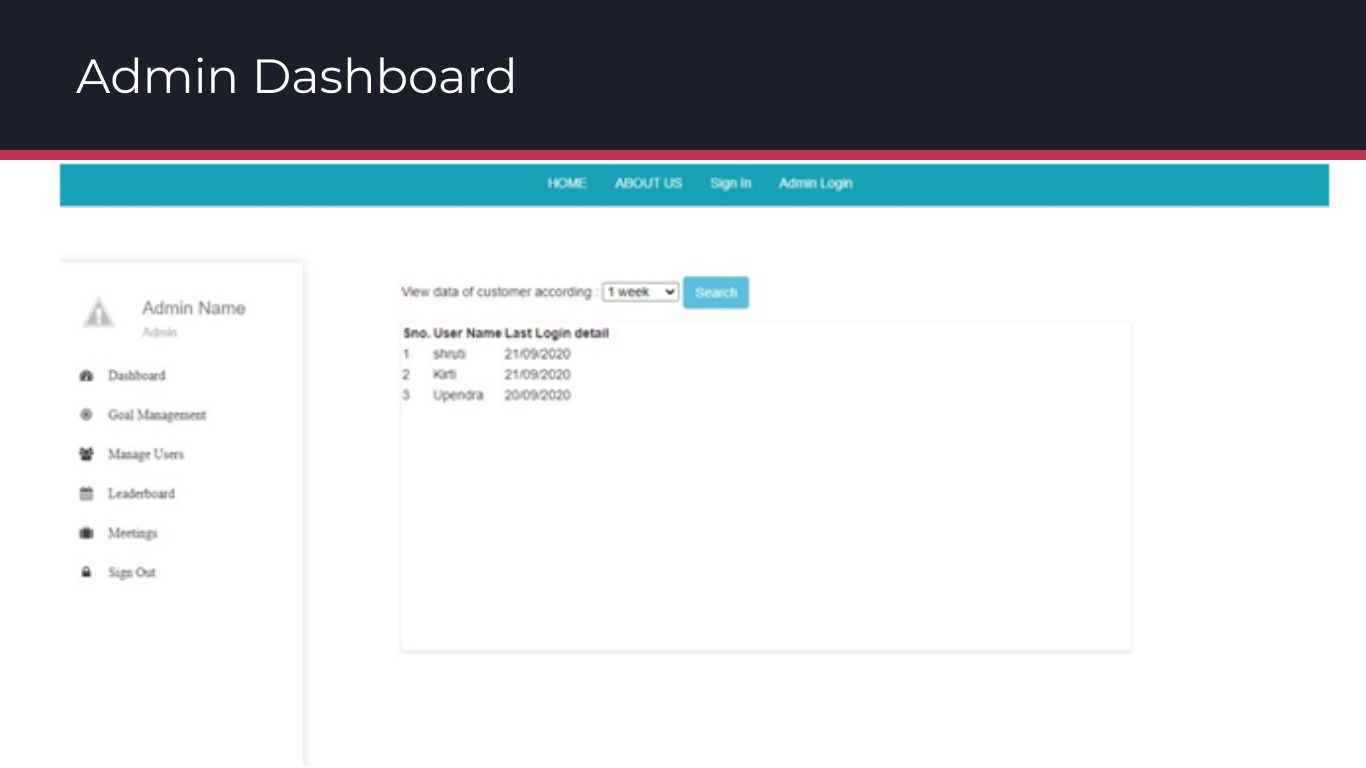 Admin Dashboard
HOME ABOUT US Sign In Admin Login
Admin Name
Admin
Dashboard
Goal Management
Manage Users
Leaderboard
Meetings
Sign Out
View data of customer according : 1 week Search
Sno. User Name Last Login detail
1 shruti 21/09/2020
2 Kirti 21/09/2020
3 Upendra 20/09/2020